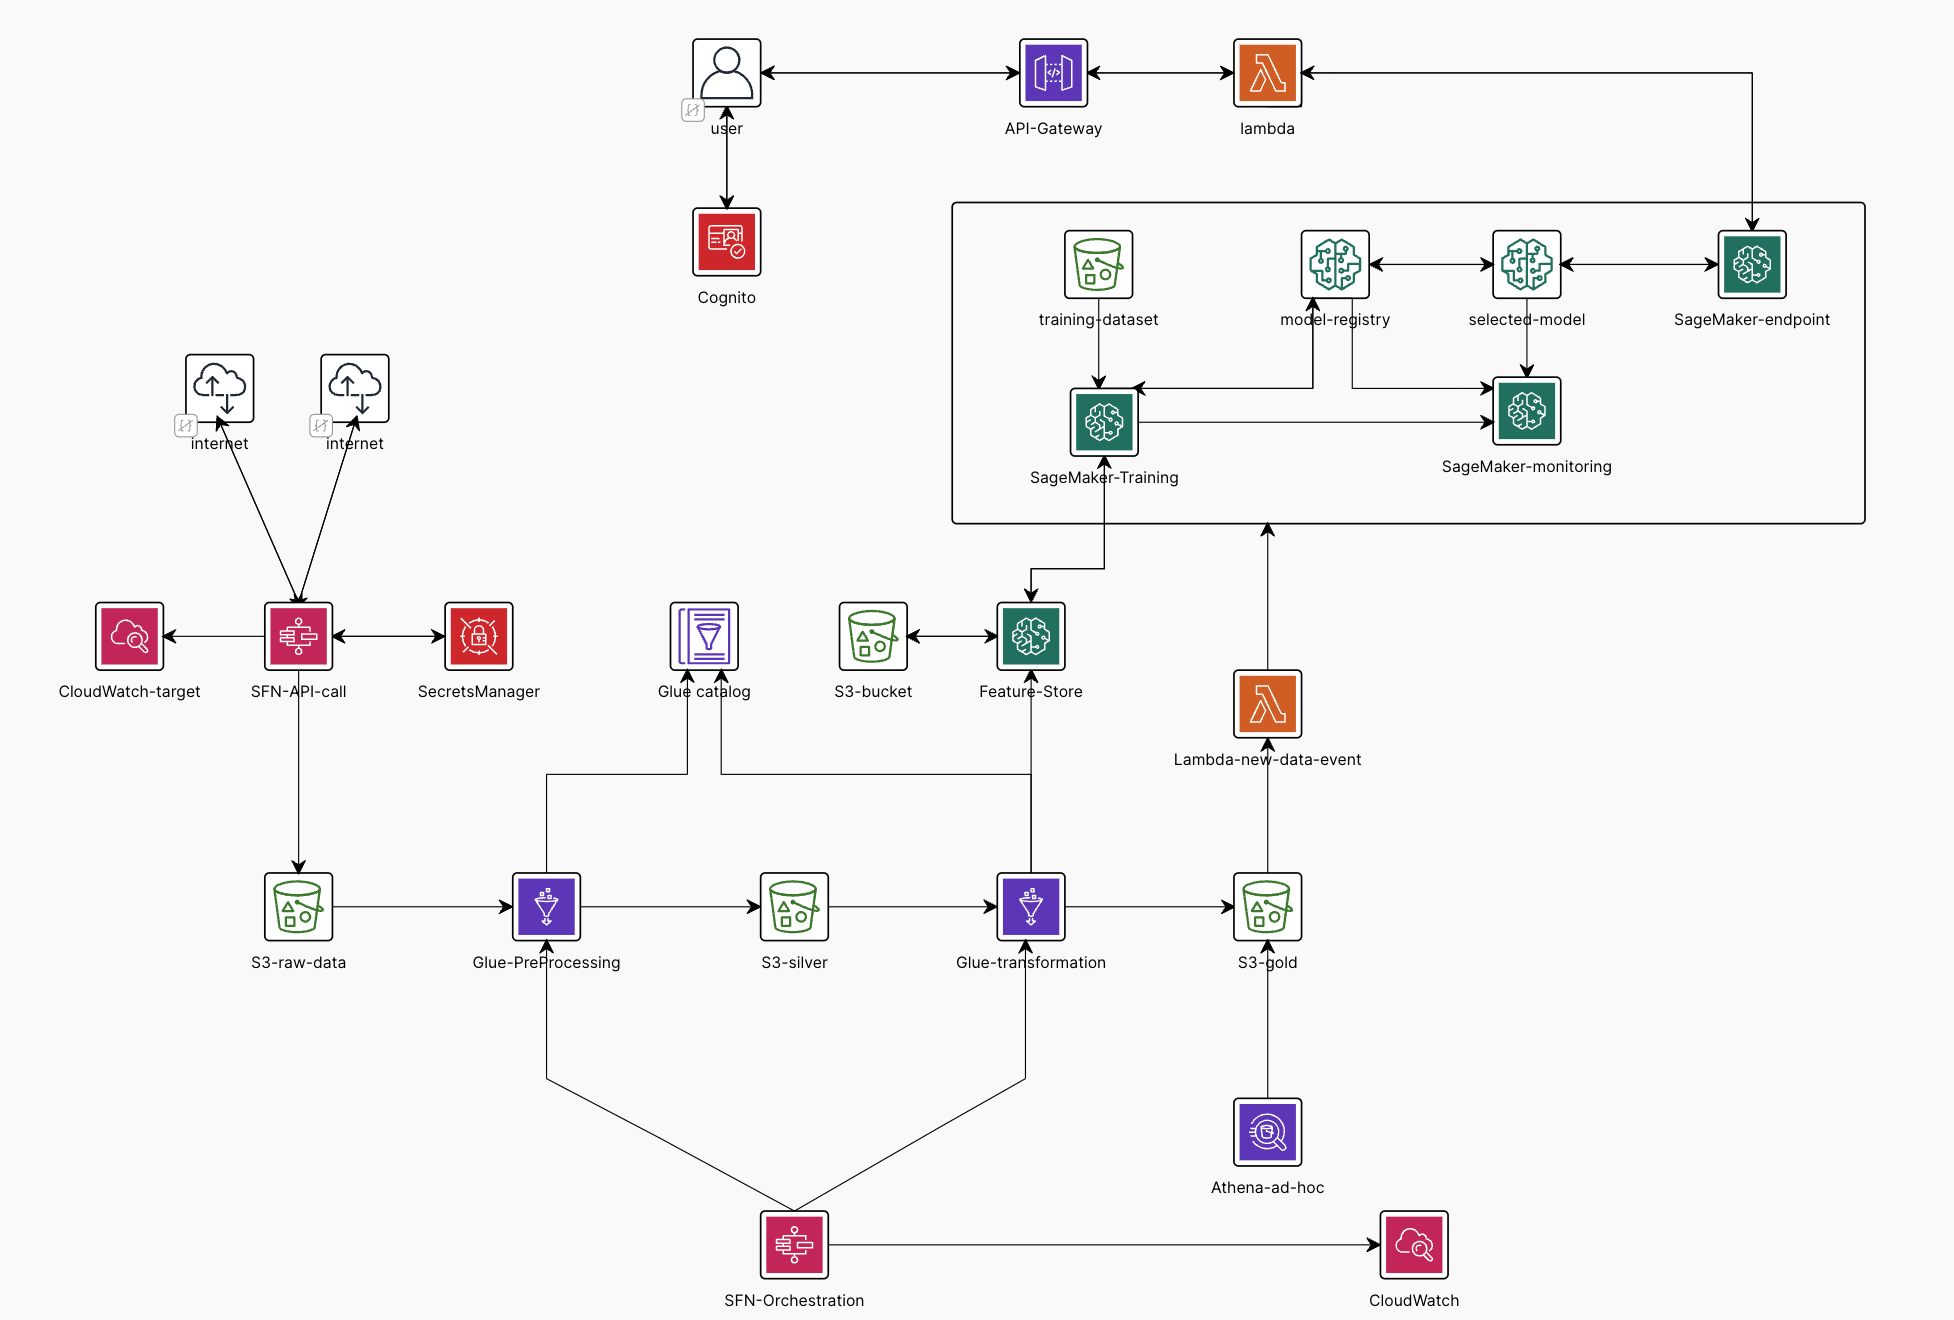 user
API-Gateway
lambda
Cognito
training-dataset
model-registry
selected-model
SageMaker-endpoint
internet
internet
SageMaker-Training
SageMaker-monitoring
CloudWatch-target
SFN-API-call
SecretsManager
Glue catalog
S3-bucket
Feature-Store
Lambda-new-data-event
S3-raw-data
Glue-PreProcessing
S3-silver
Glue-transformation
S3-gold
Athena-ad-hoc
SFN-Orchestration
CloudWatch